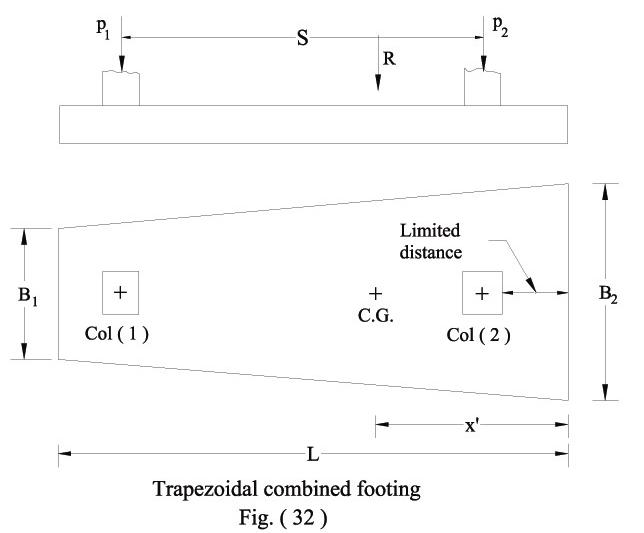 P1
S
P2
R
Limited
distance
B1
C.G.
B2
Col ( 1 )
Col ( 2 )
x'
L
Trapezoidal combined footing
Fig. ( 32 )